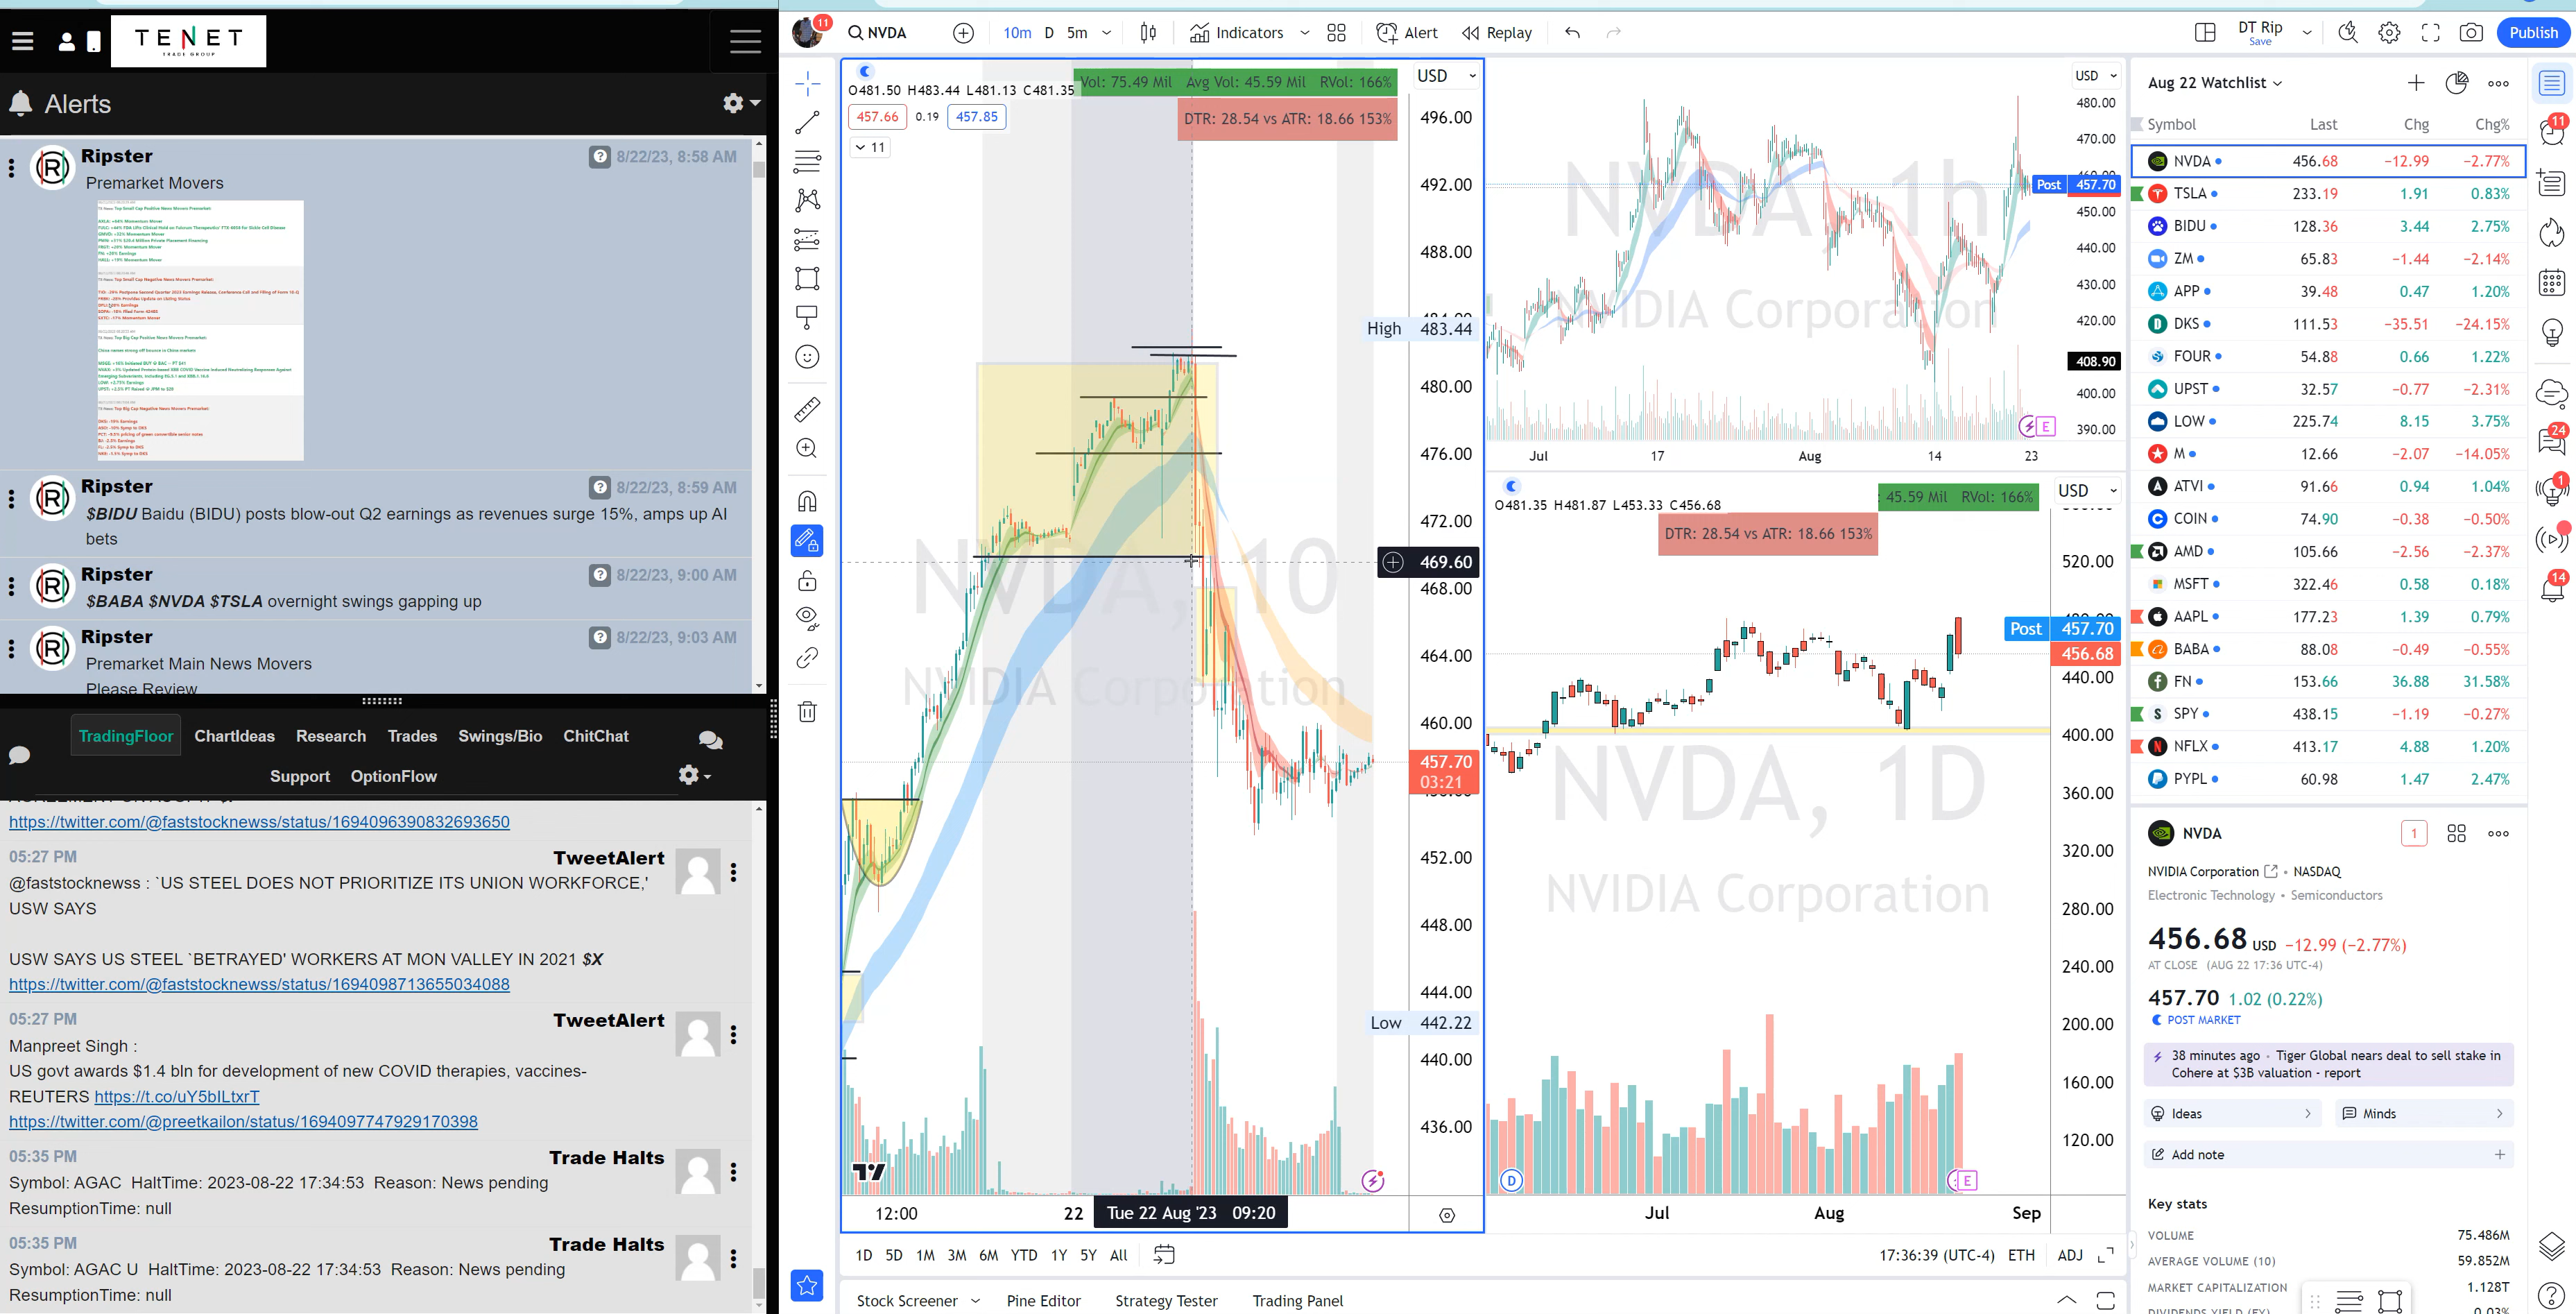 TENET
TRADE GROUP
Alerts
Ripster
8/22/23, 8:58 AM
Premarket Movers
Ripster
8/22/23, 8:59 AM
$BIDU Baidu (BIDU) posts blow-out Q2 earnings as revenues surge 15%, amps up AI
bets
Ripster
8/22/23, 9:00 AM
$BABA $NVDA $TSLA overnight swings gapping up
Ripster
8/22/23, 9:03 AM
Premarket Main News Movers
Please Review
TradingFloor ChartIdeas Research Trades Swings/Bio ChitChat
Support OptionFlow
https://twitter.com/@faststocknewss/status/1694096390832693650
05:27 PM
TweetAlert
@faststocknewss : `US STEEL DOES NOT PRIORITIZE ITS UNION WORKFORCE,'
USW SAYS
USW SAYS US STEEL `BETRAYED' WORKERS AT MON VALLEY IN 2021 $X
https://twitter.com/@faststocknewss/status/1694098713655034088
05:27 PM
TweetAlert
Manpreet Singh :
US govt awards $1.4 bln for development of new COVID therapies, vaccines-
REUTERS https://t.co/uY5bILtxrT
https://twitter.com/@preetkailon/status/1694097747929170398
05:35 PM
Trade Halts
Symbol: AGAC HaltTime: 2023-08-22 17:34:53 Reason: News pending
ResumptionTime: null
05:35 PM
Trade Halts
Symbol: AGAC U HaltTime: 2023-08-22 17:34:53 Reason: News pending
ResumptionTime: null
11
NVDA
10m D 5m
Indicators
Alert
Replay
DT Rip
Save
Publish
O481.50 H483.44 L481.13 C481.35
Vol: 75.49 Mil Avg Vol: 45.59 Mil RVol: 166%
DTR: 28.54 vs ATR: 18.66 153%
457.66 0.19 457.85
11
USD
496.00
492.00
488.00
High 483.44
480.00
476.00
472.00
469.60
468.00
464.00
460.00
457.70
03:21
452.00
448.00
444.00
Low 442.22
440.00
436.00
NVDA, 10
NVIDIA Corporation
12:00 22 Tue 22 Aug '23 09:20
1D 5D 1M 3M 6M YTD 1Y 5Y All
17:36:39 (UTC-4) ETH ADJ
Stock Screener Pine Editor Strategy Tester Trading Panel
USD
480.00
470.00
Post 457.70
450.00
440.00
430.00
420.00
408.90
400.00
390.00
NVDA, 1h
NVIDIA Corporation
E
Jul 17 Aug 14 23
O481.35 H481.87 L453.33 C456.68
45.59 Mil RVol: 166%
DTR: 28.54 vs ATR: 18.66 153%
USD
520.00
Post 457.70
456.68
440.00
400.00
360.00
320.00
280.00
240.00
200.00
160.00
120.00
NVDA, 1D
NVIDIA Corporation
D
E
Jul Aug Sep
Aug 22 Watchlist
Symbol Last Chg Chg%
NVDA 456.68 −12.99 −2.77%
TSLA 233.19 1.91 0.83%
BIDU 128.36 3.44 2.75%
ZM 65.83 −1.44 −2.14%
APP 39.48 0.47 1.20%
DKS 111.53 −35.51 −24.15%
FOUR 54.88 0.66 1.22%
UPST 32.57 −0.77 −2.31%
LOW 225.74 8.15 3.75%
M 12.66 −2.07 −14.05%
ATVI 91.66 0.94 1.04%
COIN 74.90 −0.38 −0.50%
AMD 105.66 −2.56 −2.37%
MSFT 322.46 0.58 0.18%
AAPL 177.23 1.39 0.79%
BABA 88.08 −0.49 −0.55%
FN 153.66 36.88 31.58%
SPY 438.15 −1.19 −0.27%
NFLX 413.17 4.88 1.20%
PYPL 60.98 1.47 2.47%
NVDA
1
NVIDIA Corporation • NASDAQ
Electronic Technology • Semiconductors
456.68 USD −12.99 (−2.77%)
AT CLOSE (AUG 22 17:36 UTC-4)
457.70 1.02 (0.22%)
POST MARKET
38 minutes ago · Tiger Global nears deal to sell stake in
Cohere at $3B valuation - report
Ideas
Minds
Add note
Key stats
VOLUME 75.486M
AVERAGE VOLUME (10) 59.852M
MARKET CAPITALIZATION 1.128T
11
24
1
14